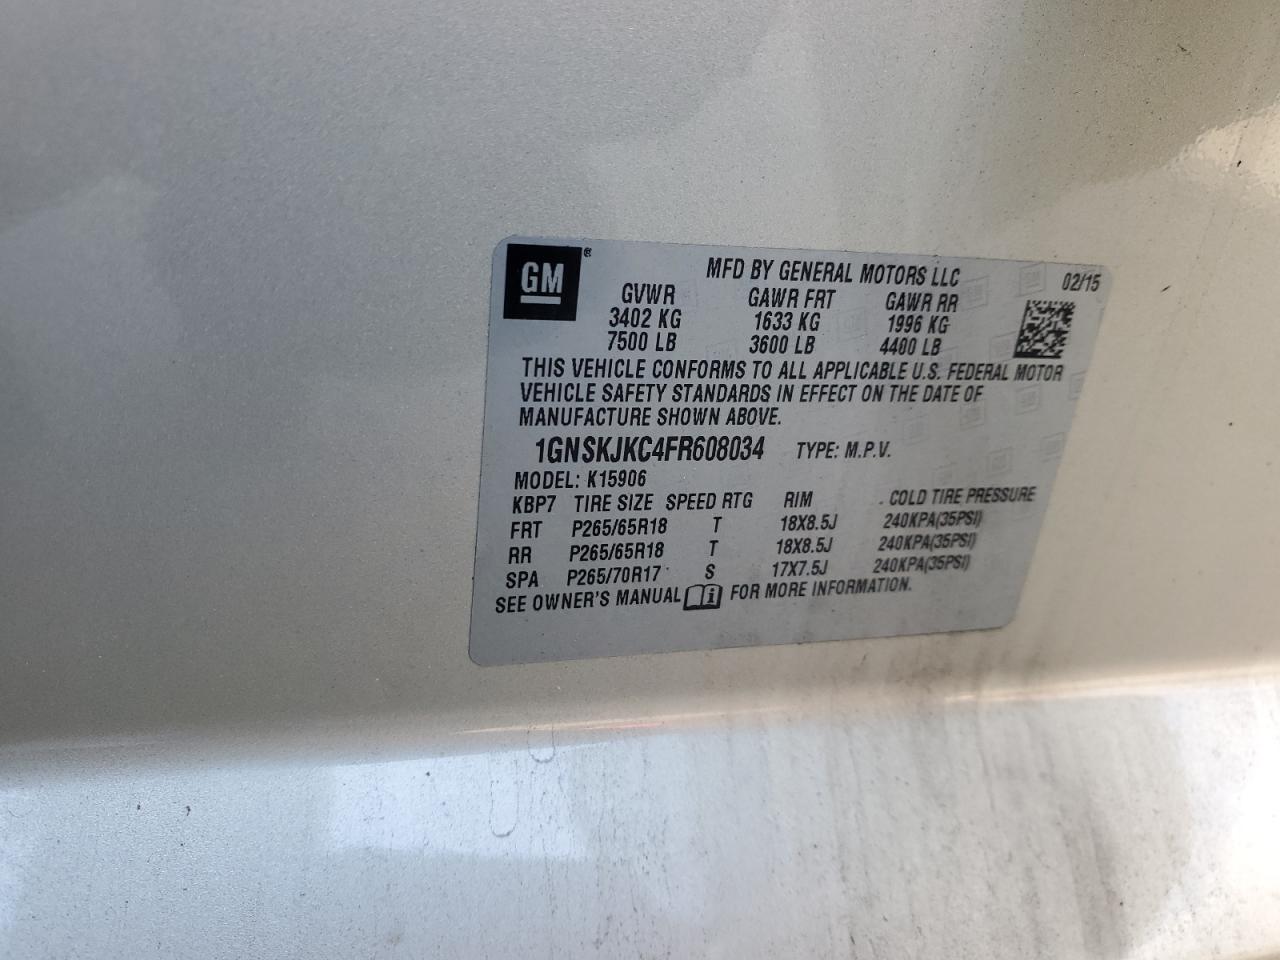 GM ® MFD BY GENERAL MOTORS LLC 02/15
GVWR GAWR FRT GAWR RR
3402 KG 1633 KG 1996 KG
7500 LB 3600 LB 4400 LB
THIS VEHICLE CONFORMS TO ALL APPLICABLE U.S. FEDERAL MOTOR
VEHICLE SAFETY STANDARDS IN EFFECT ON THE DATE OF
MANUFACTURE SHOWN ABOVE.
1GNSKJKC4FR608034 TYPE: M.P.V.
MODEL: K15906
KBP7 TIRE SIZE SPEED RTG RIM COLD TIRE PRESSURE
FRT P265/65R18 T 18X8.5J 240KPA(35PSI)
RR P265/65R18 T 18X8.5J 240KPA(35PSI)
SPA P265/70R17 S 17X7.5J 240KPA(35PSI)
SEE OWNER'S MANUAL i FOR MORE INFORMATION.